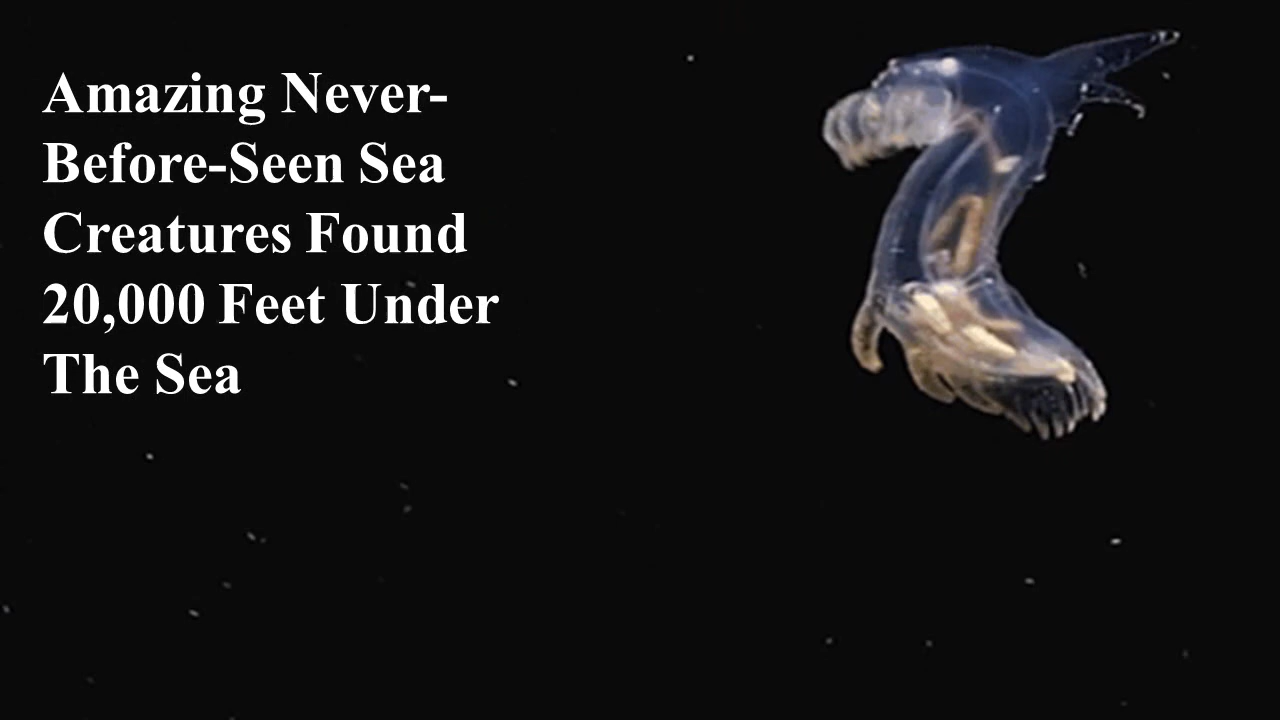 Amazing Never-
Before-Seen Sea
Creatures Found
20,000 Feet Under
The Sea